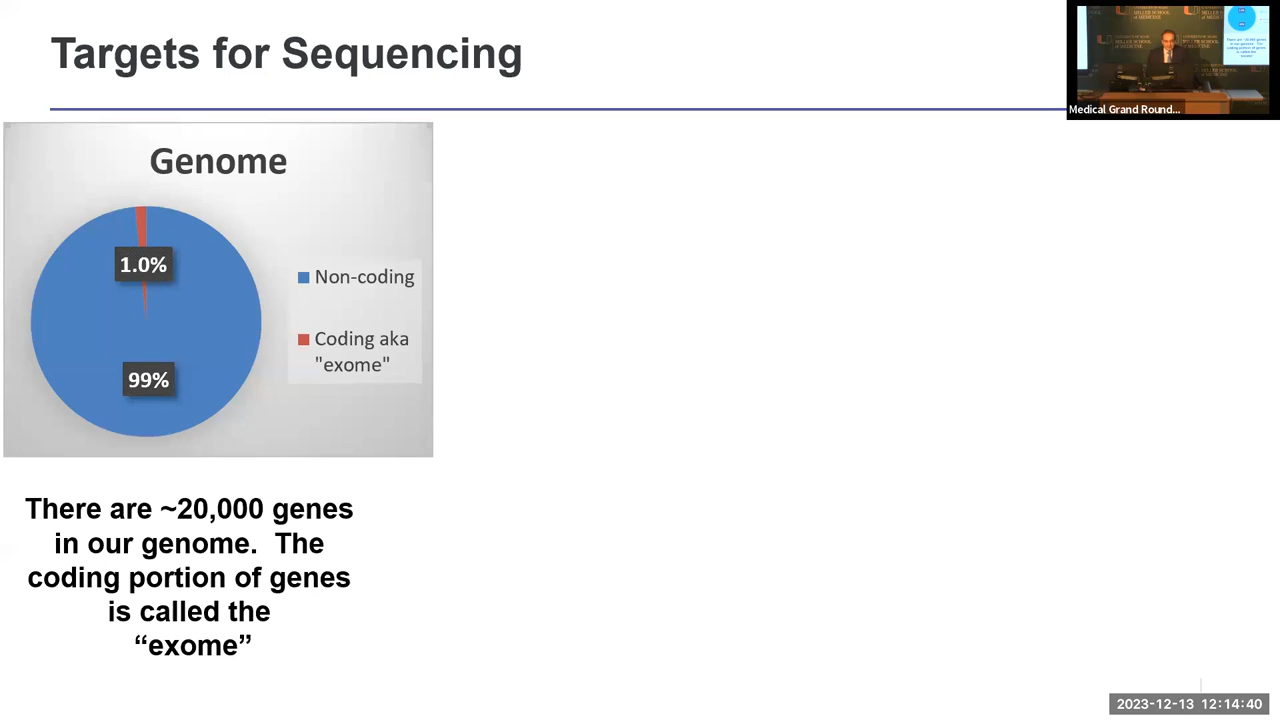 Targets for Sequencing
Medical Grand Round...
Genome
1.0%
99%
Non-coding
Coding aka
"exome"
There are ~20,000 genes
in our genome.  The
coding portion of genes
is called the
“exome”
2023-12-13 12:14:40